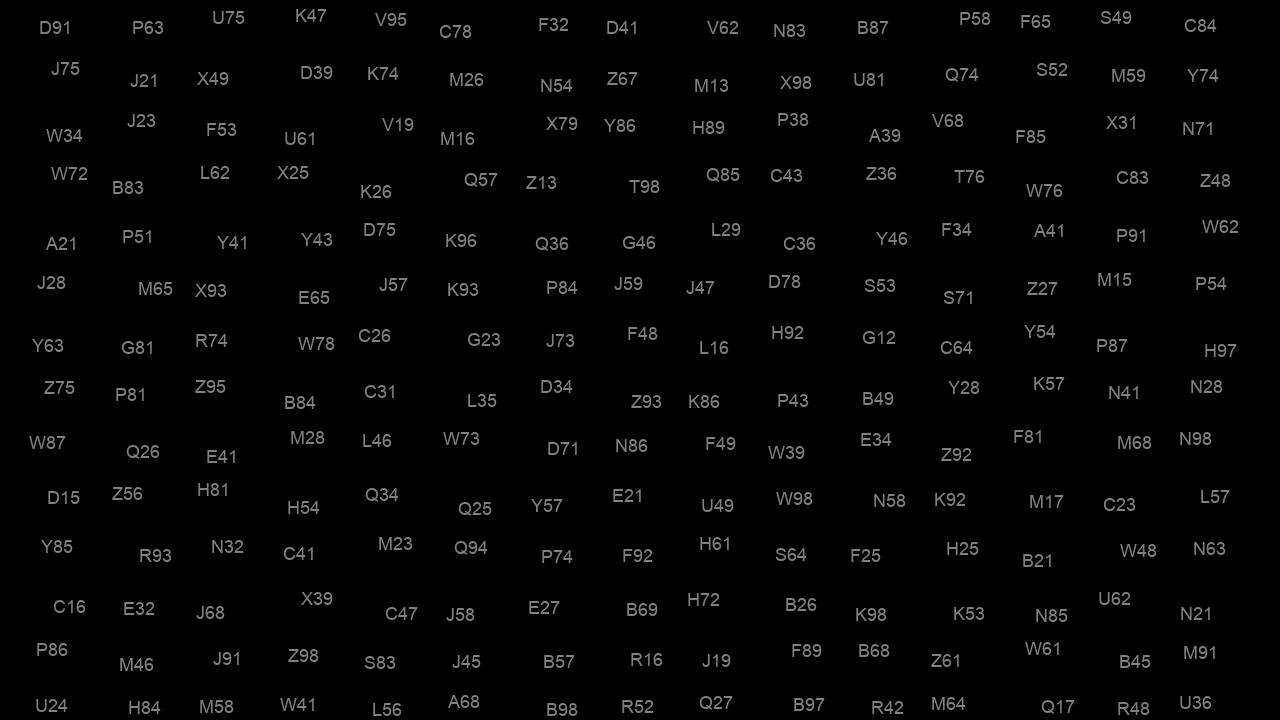 D91 P63 U75 K47 V95 C78 F32 D41 V62 N83 B87 P58 F65 S49 C84
J75 J21 X49 D39 K74 M26 N54 Z67 M13 X98 U81 Q74 S52 M59 Y74
W34 J23 F53 U61 V19 M16 X79 Y86 H89 P38 A39 V68 F85 X31 N71
W72 B83 L62 X25 K26 Q57 Z13 T98 Q85 C43 Z36 T76 W76 C83 Z48
A21 P51 Y41 Y43 D75 K96 Q36 G46 L29 C36 Y46 F34 A41 P91 W62
J28 M65 X93 E65 J57 K93 P84 J59 J47 D78 S53 S71 Z27 M15 P54
Y63 G81 R74 W78 C26 G23 J73 F48 L16 H92 G12 C64 Y54 P87 H97
Z75 P81 Z95 B84 C31 L35 D34 Z93 K86 P43 B49 Y28 K57 N41 N28
W87 Q26 E41 M28 L46 W73 D71 N86 F49 W39 E34 Z92 F81 M68 N98
D15 Z56 H81 H54 Q34 Q25 Y57 E21 U49 W98 N58 K92 M17 C23 L57
Y85 R93 N32 C41 M23 Q94 P74 F92 H61 S64 F25 H25 B21 W48 N63
C16 E32 J68 X39 C47 J58 E27 B69 H72 B26 K98 K53 N85 U62 N21
P86 M46 J91 Z98 S83 J45 B57 R16 J19 F89 B68 Z61 W61 B45 M91
U24 H84 M58 W41 L56 A68 B98 R52 Q27 B97 R42 M64 Q17 R48 U36